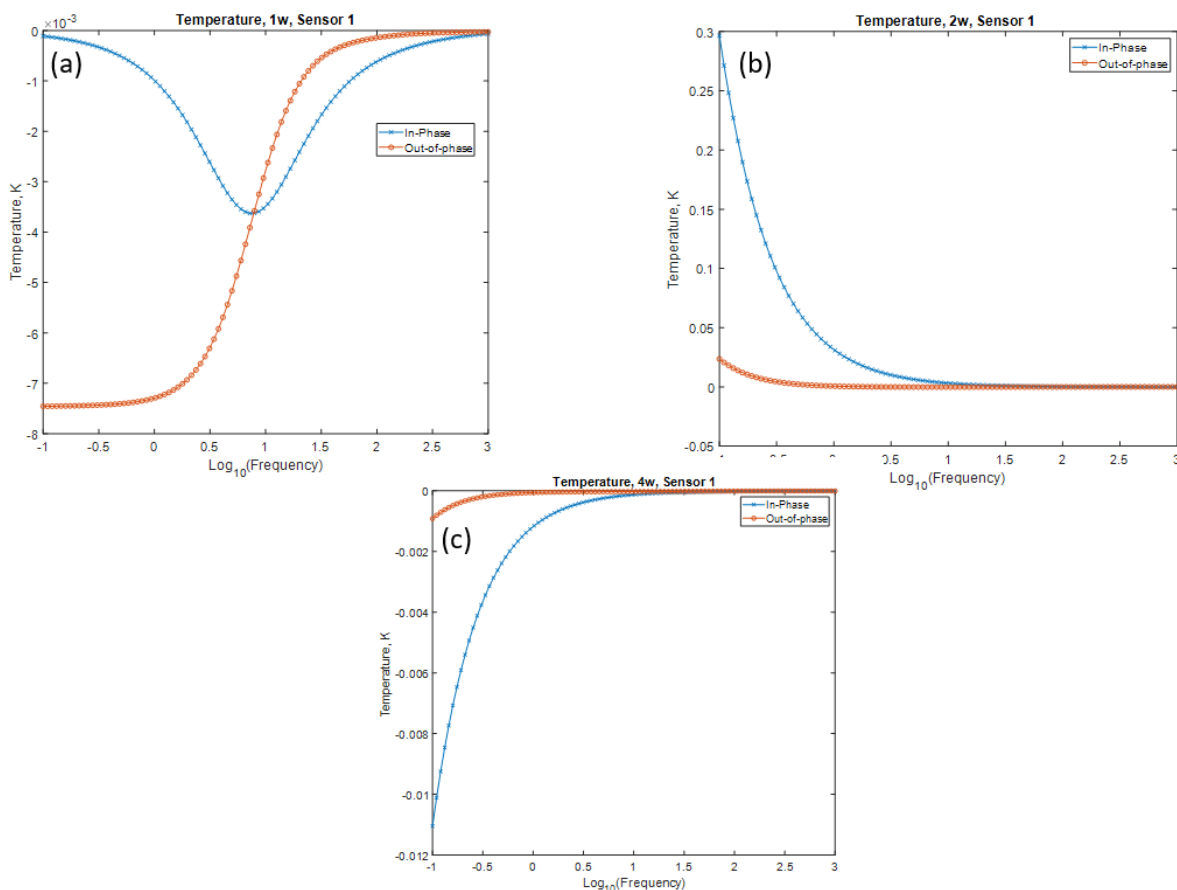 Temperature, 1w, Sensor 1
×10-3
(a)
0
-1
-2
-3
-4
-5
-6
-7
-8
Temperature, K
In-Phase
Out-of-phase
-1 -0.5 0 0.5 1 1.5 2 2.5 3
Log10(Frequency)
Temperature, 2w, Sensor 1
(b)
0.3
0.25
0.2
0.15
0.1
0.05
0
-0.05
Temperature, K
In-Phase
Out-of-phase
0 0.5 1 1.5 2 2.5 3
Log10(Frequency)
Temperature, 4w, Sensor 1
(c)
0
-0.002
-0.004
-0.006
-0.008
-0.01
-0.012
Temperature, K
In-Phase
Out-of-phase
-1 -0.5 0 0.5 1 1.5 2 2.5 3
Log10(Frequency)